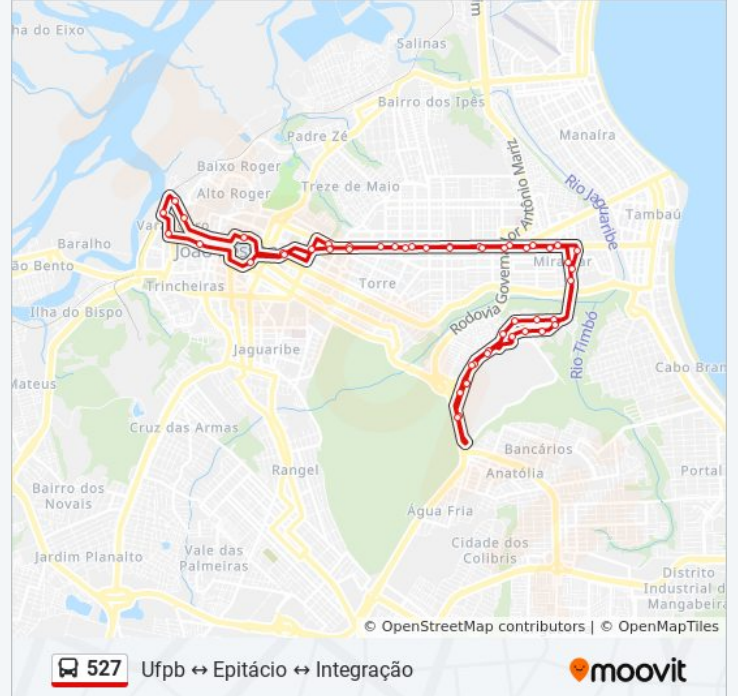 ha do Eixo
Salinas
Bairro dos Ipês
Manaíra
Padre Zé
Rio Jaguaribe
Baixo Roger
Treze de Maio
Alto Roger
Tambaú
Baralho
ão Bento
Miramar
Trincheiras
Torre
Rodovia Governador Antônio Mariz
Ilha do Bispo
Rio Timbó
Jaguaribe
Cabo Bran
Mateus
Cruz das Armas
Bancários
Rangel
Anatólia
Portal
Bairro dos
Novais
Água Fria
Cidade dos
Colibris
Jardim Planalto
Vale das
Palmeiras
Distrito
Industrial d
Mangabeira
© OpenStreetMap contributors | © OpenMapTiles
527 Ufpb ↔ Epitácio ↔ Integração
moovit